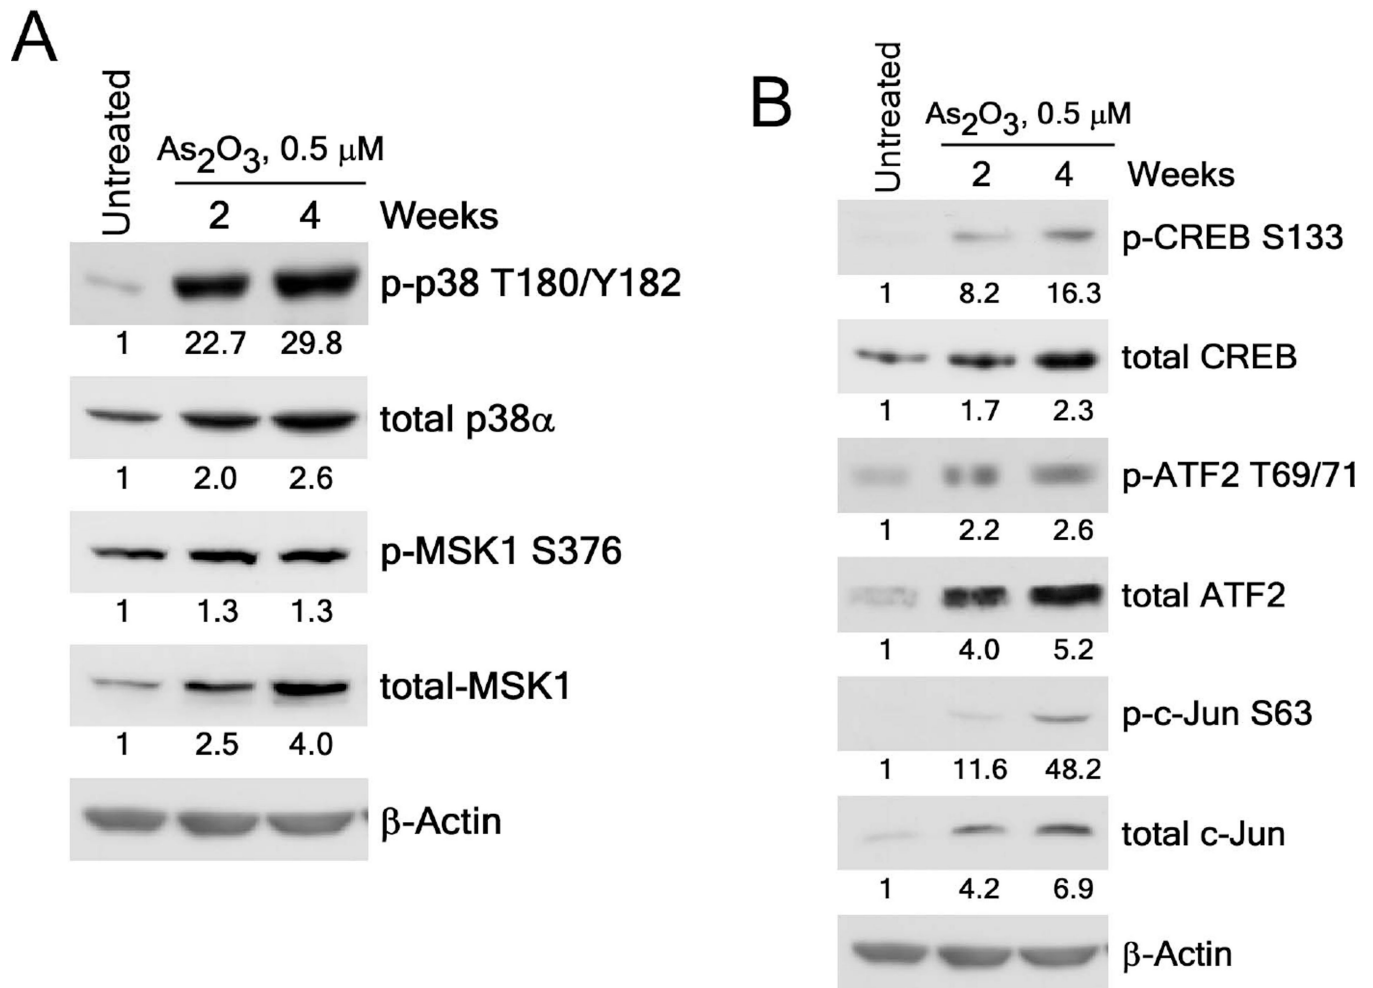 A
Untreated
As2O3, 0.5 μM
2 4 Weeks
p-p38 T180/Y182
1 22.7 29.8
total p38α
1 2.0 2.6
p-MSK1 S376
1 1.3 1.3
total-MSK1
1 2.5 4.0
β-Actin
B
Untreated
As2O3, 0.5 μM
2 4 Weeks
p-CREB S133
1 8.2 16.3
total CREB
1 1.7 2.3
p-ATF2 T69/71
1 2.2 2.6
total ATF2
1 4.0 5.2
p-c-Jun S63
1 11.6 48.2
total c-Jun
1 4.2 6.9
β-Actin